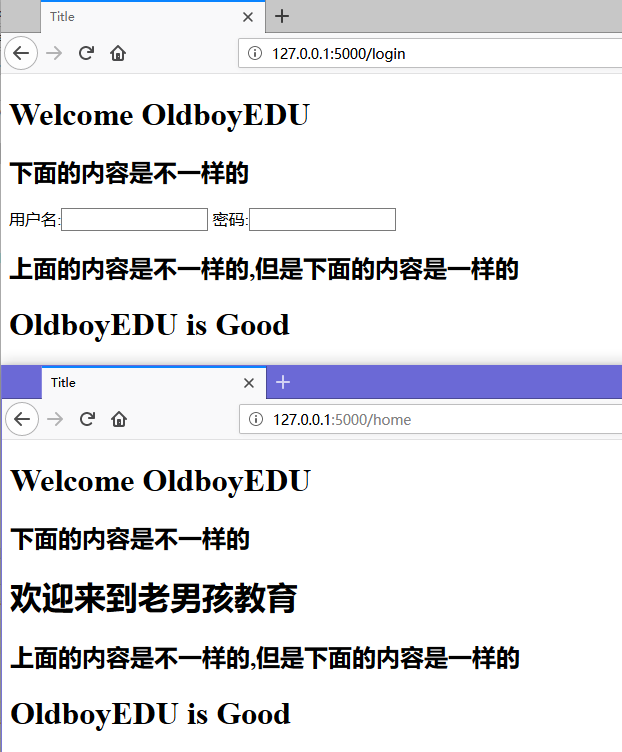 Title
127.0.0.1:5000/login
Welcome OldboyEDU
下面的内容是不一样的
用户名: 密码:
上面的内容是不一样的,但是下面的内容是一样的
OldboyEDU is Good
Title
127.0.0.1:5000/home
Welcome OldboyEDU
下面的内容是不一样的
欢迎来到老男孩教育
上面的内容是不一样的,但是下面的内容是一样的
OldboyEDU is Good